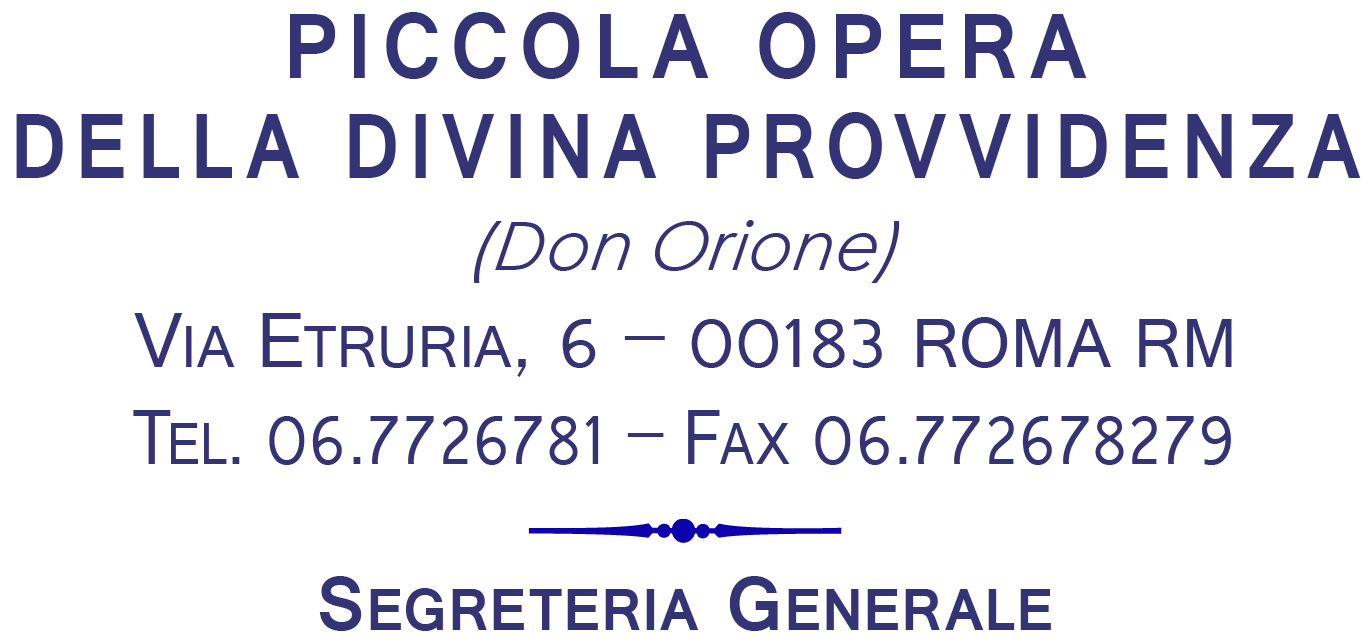 PICCOLA OPERA
DELLA DIVINA PROVVIDENZA
(Don Orione)
VIA ETRURIA, 6 – 00183 ROMA RM
TEL. 06.7726781 – FAX 06.772678279
SEGRETERIA GENERALE